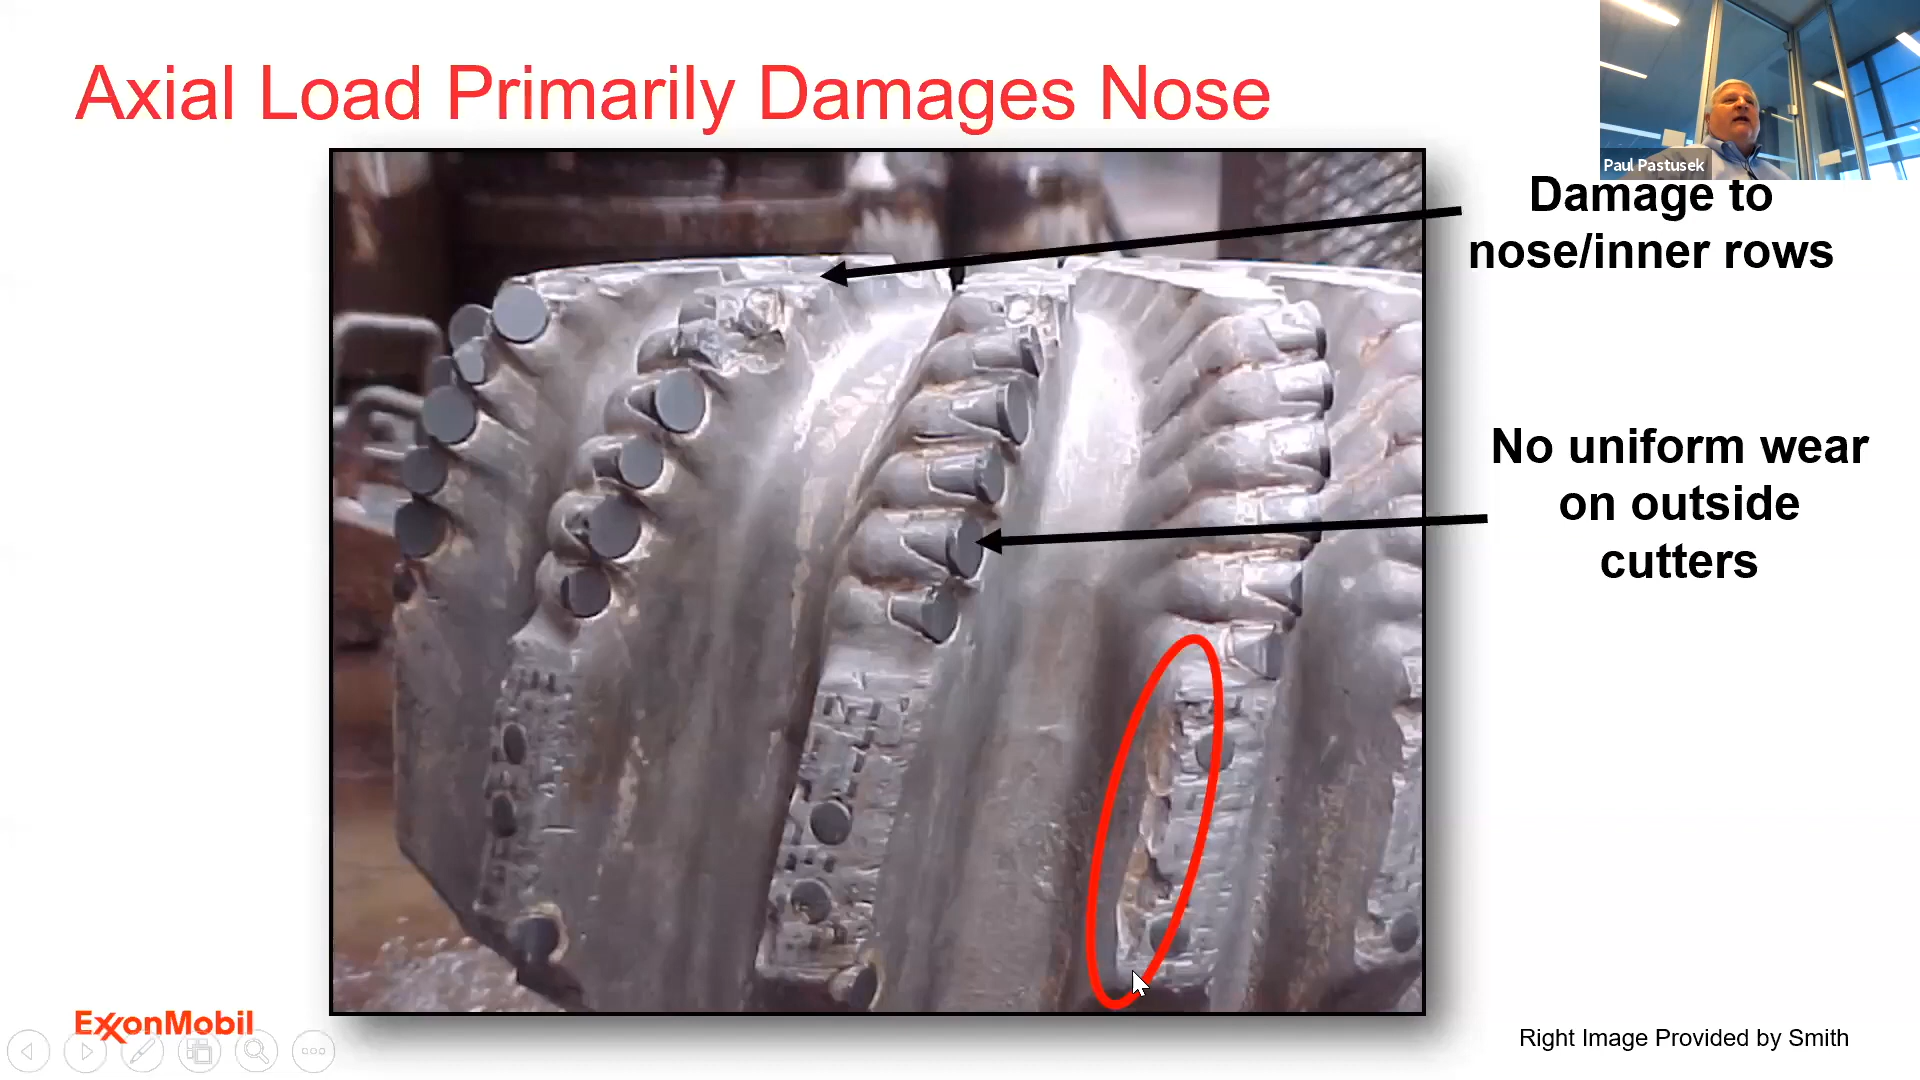 Axial Load Primarily Damages Nose
Paul Pastusek
Damage to
nose/inner rows
No uniform wear
on outside
cutters
ExxonMobil
Right Image Provided by Smith